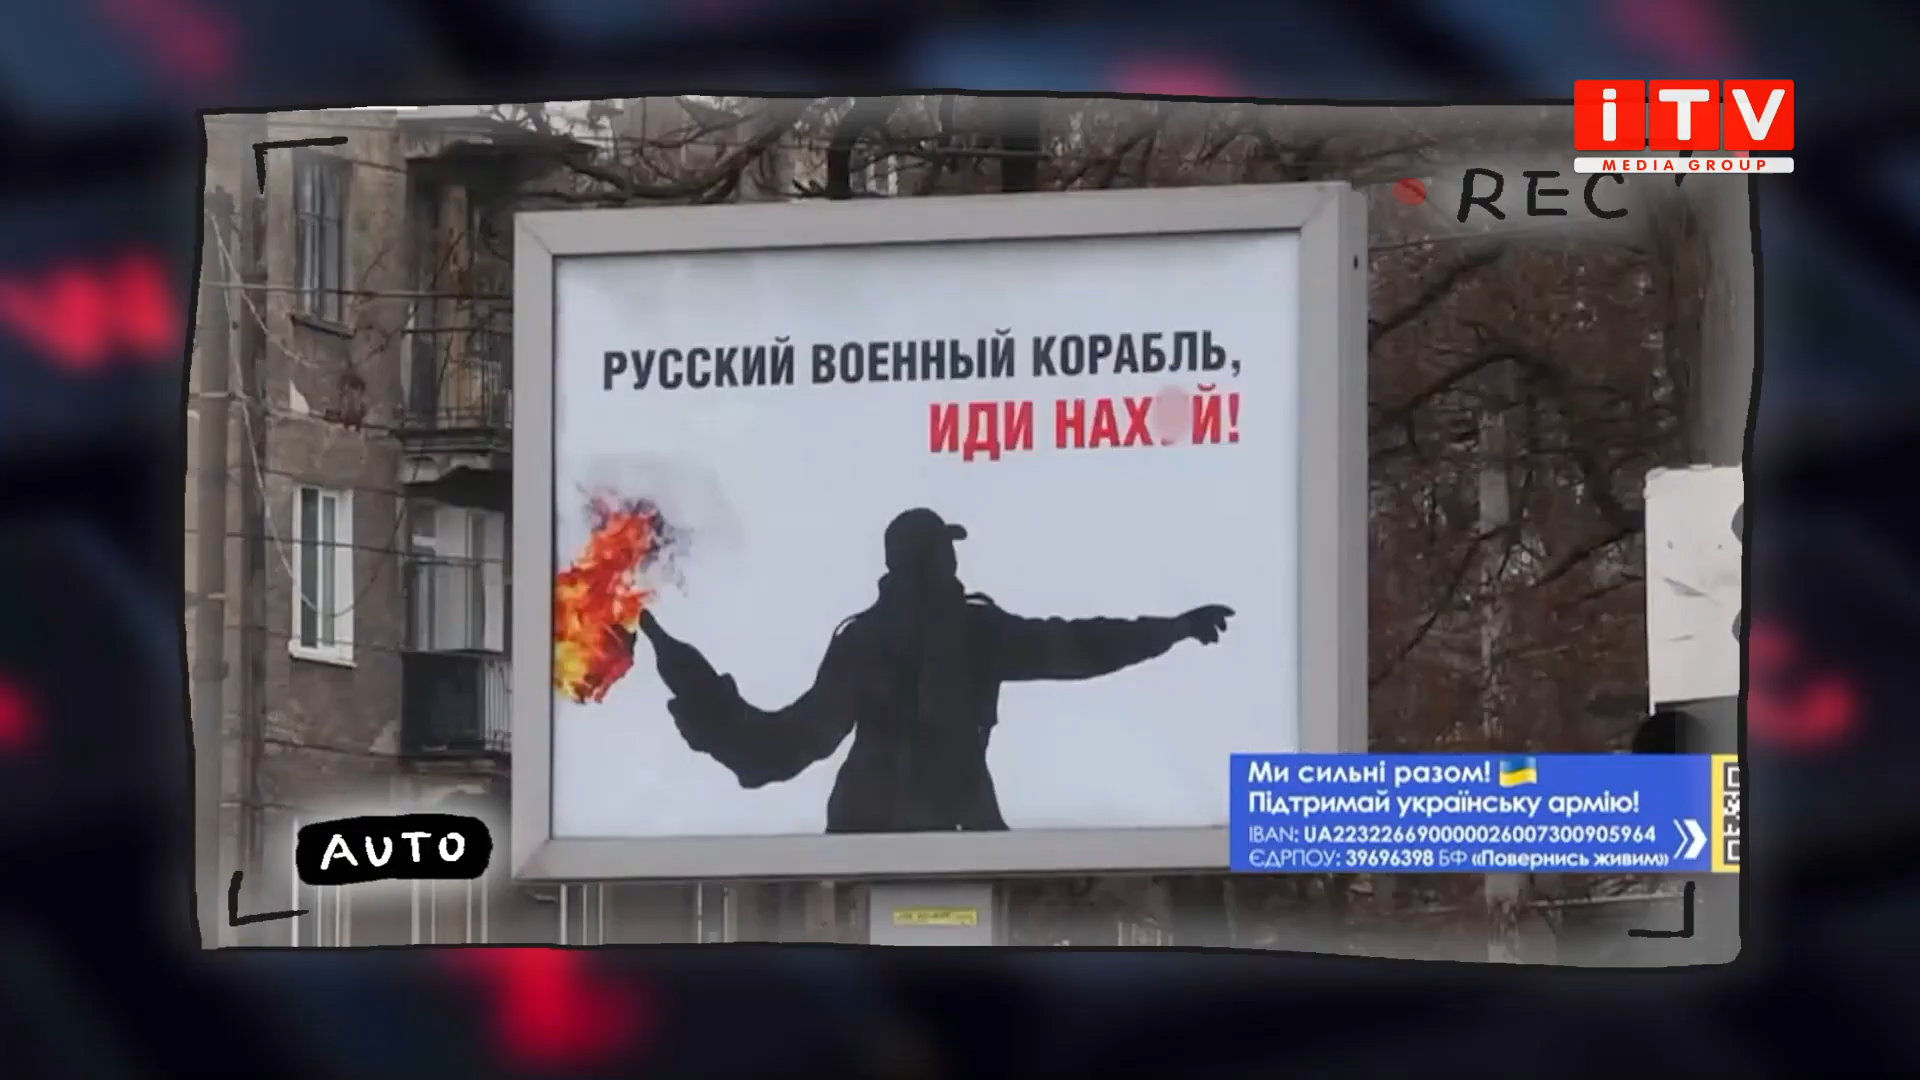 iTV
MEDIA GROUP
REC
РУССКИЙ ВОЕННЫЙ КОРАБЛЬ,
ИДИ НАХ Й!
Ми сильні разом!
Підтримай українську армію!
IBAN: UA223226690000026007300905964
ЄДРПОУ: 39696398 БФ «Повернись живим»
AUTO